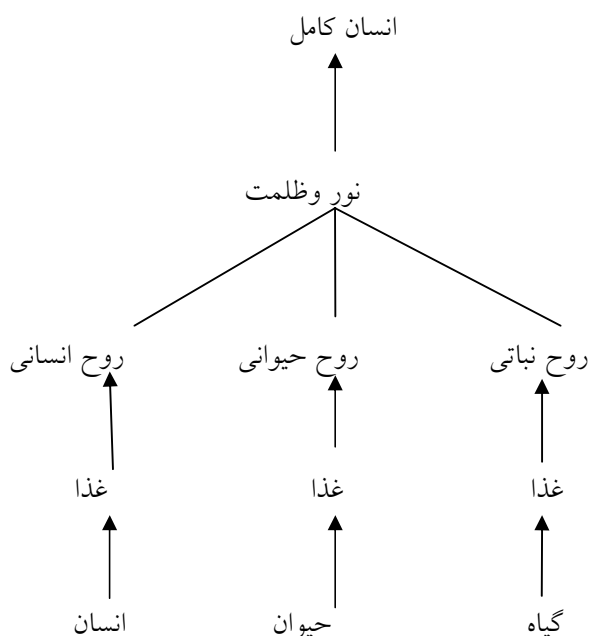 انسان کامل
نور وظلمت
روح نباتی روح حیوانی روح انسانی
غذا غذا غذا
گیاه حیوان انسان